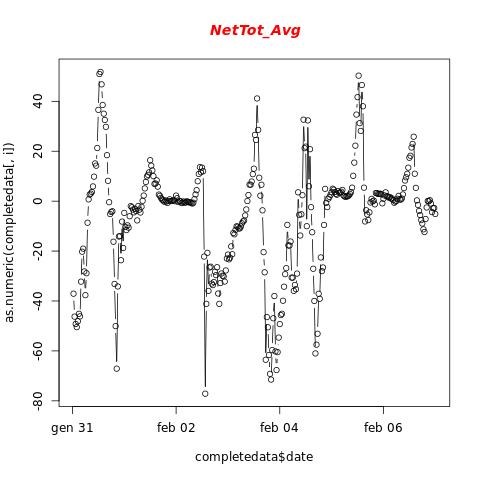 NetTot_Avg
as.numeric(completedata[, i])
40
20
0
-20
-40
-60
-80
gen 31
feb 02
feb 04
feb 06
completedata$date